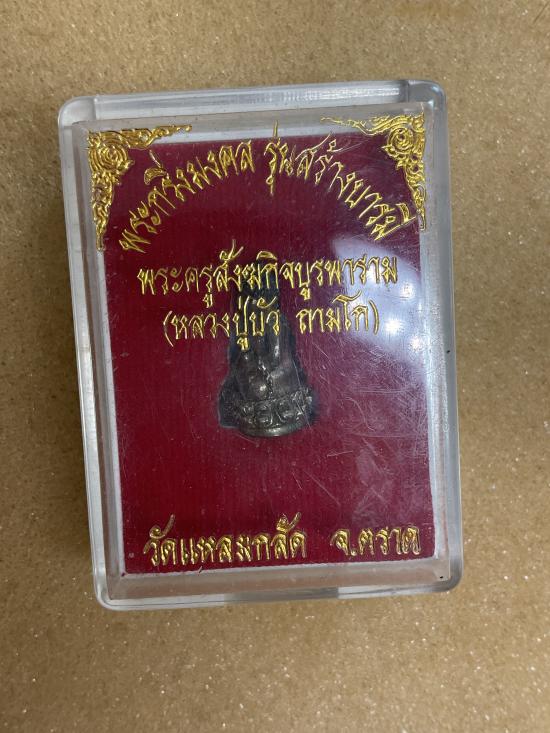 พระกริ่งมงคล รุ่นสร้างบารมี
พระครูสังฆกิจบูรพาราม
(หลวงปู่บัว ถามโก)
วัดแหลมกลัด จ.ตราด